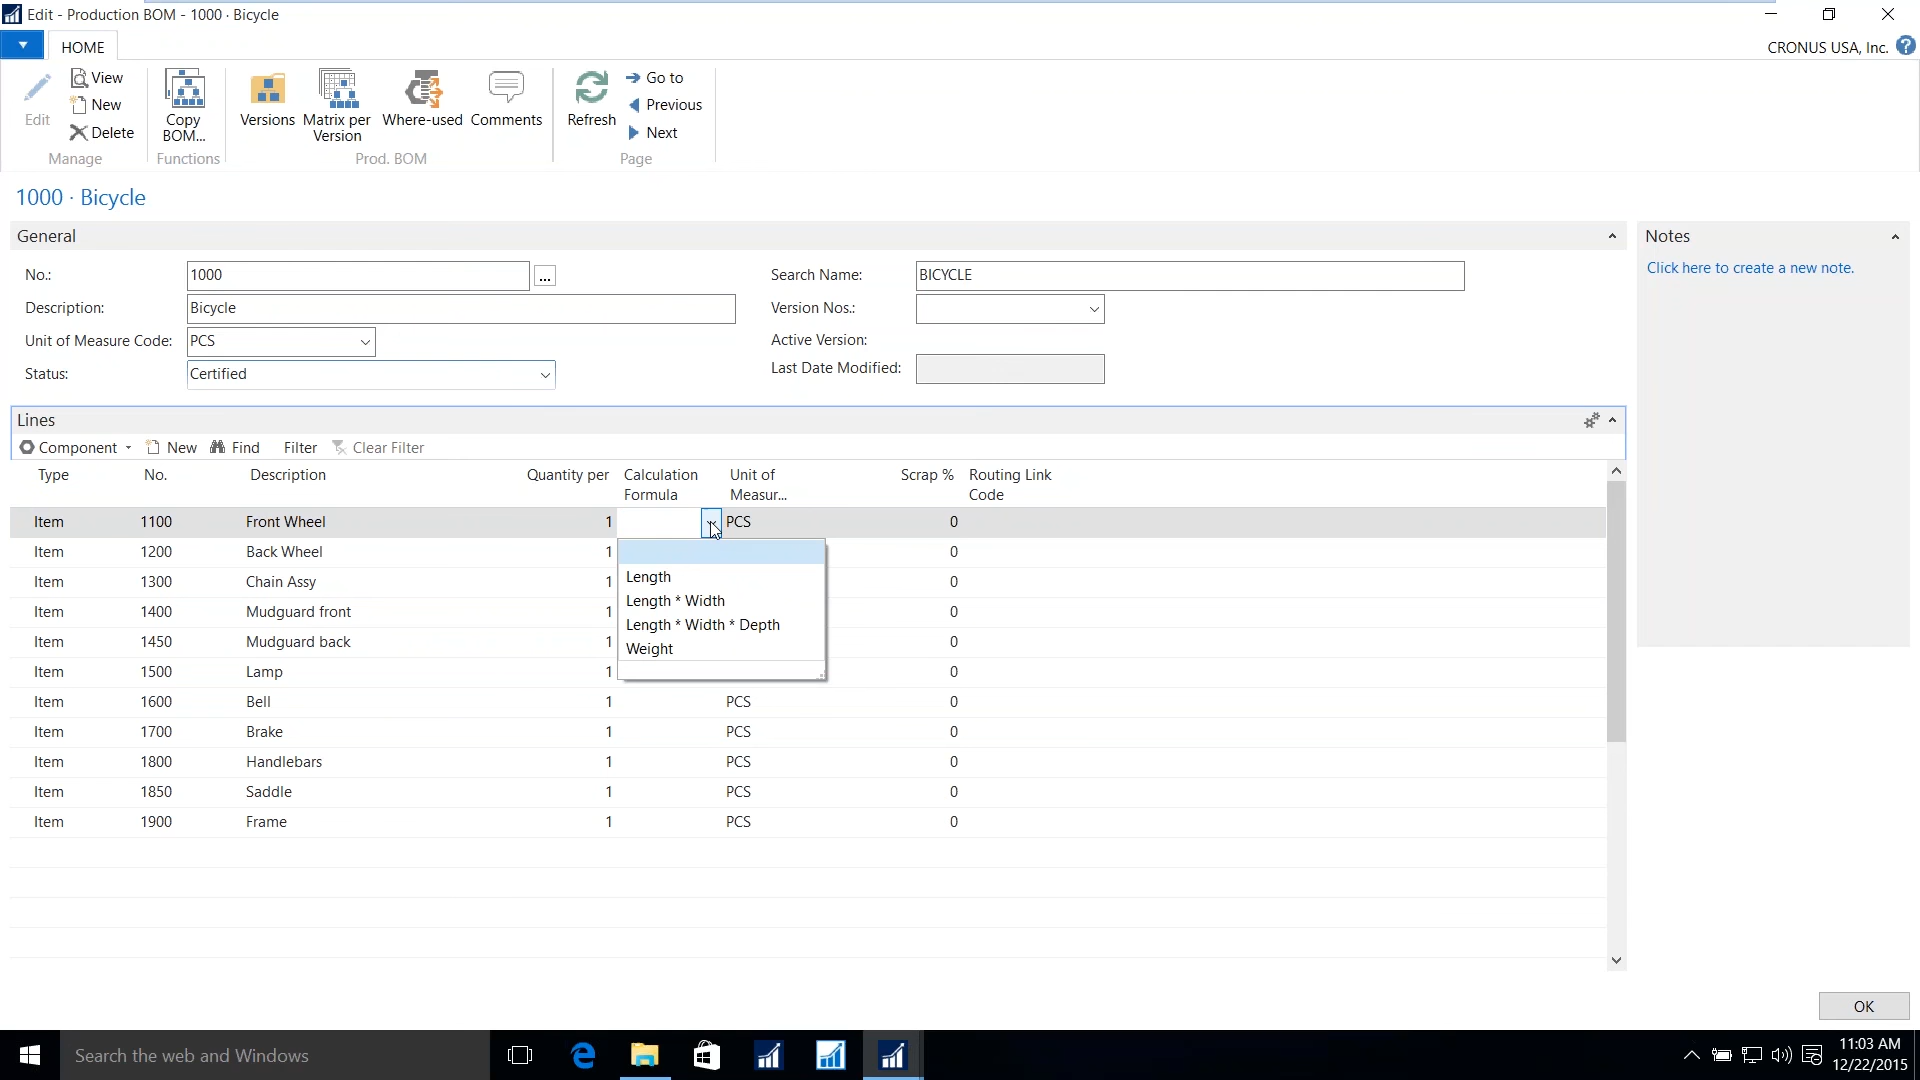 Edit - Production BOM - 1000 · Bicycle
HOME
CRONUS USA, Inc.
?
Edit
View
New
Delete
Manage
Copy
BOM...
Functions
Versions
Matrix per
Version
Where-used
Comments
Prod. BOM
Refresh
Go to
Previous
Next
Page
1000 · Bicycle
General
No.: 1000 ...
Search Name: BICYCLE
Description: Bicycle
Version Nos.:
Unit of Measure Code: PCS
Active Version:
Status: Certified
Last Date Modified:
Notes
Click here to create a new note.
Lines
Component New Find Filter Clear Filter
Type No. Description Quantity per Calculation Formula Unit of Measur... Scrap % Routing Link Code
Item 1100 Front Wheel 1 PCS 0
Item 1200 Back Wheel 1 0
Item 1300 Chain Assy 1 0
Item 1400 Mudguard front 1 0
Item 1450 Mudguard back 1 0
Item 1500 Lamp 1 0
Length
Length * Width
Length * Width * Depth
Weight
Item 1600 Bell 1 PCS 0
Item 1700 Brake 1 PCS 0
Item 1800 Handlebars 1 PCS 0
Item 1850 Saddle 1 PCS 0
Item 1900 Frame 1 PCS 0
OK
Search the web and Windows
11:03 AM
12/22/2015